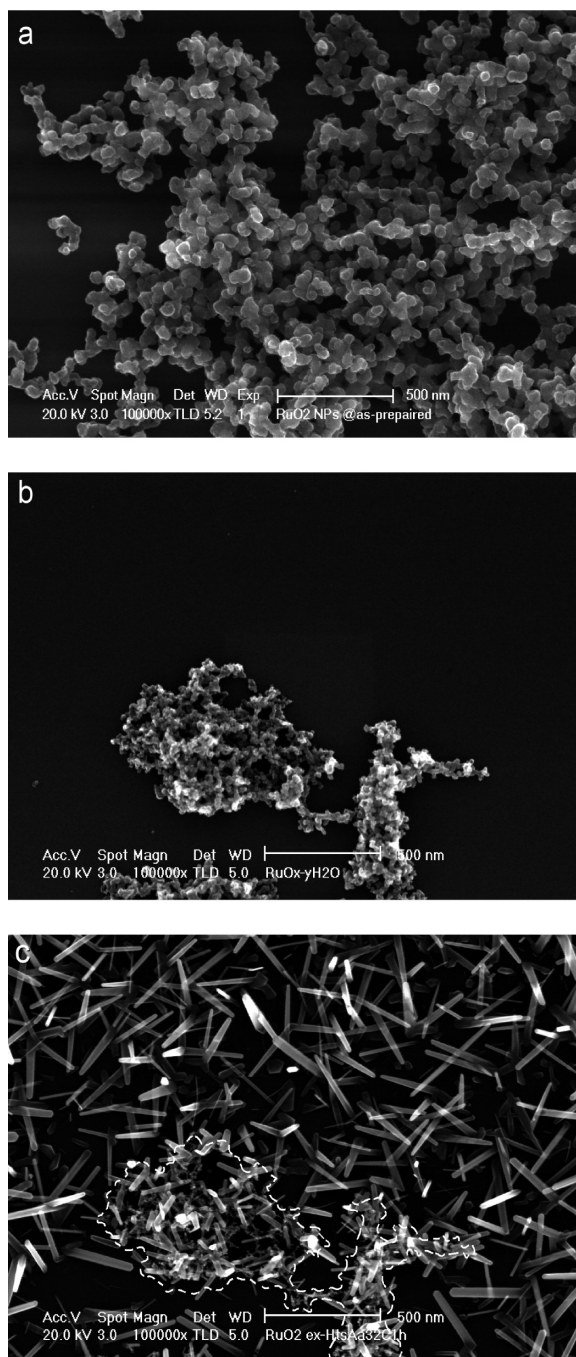 a
Acc.V Spot Magn Det WD Exp 500 nm
20.0 kV 3.0 100000x TLD 5.2 1 RuO2 NPs @as-prepaired
b
Acc.V Spot Magn Det WD 500 nm
20.0 kV 3.0 100000x TLD 5.0 RuOx-yH2O
c
Acc.V Spot Magn Det WD 500 nm
20.0 kV 3.0 100000x TLD 5.0 RuO2